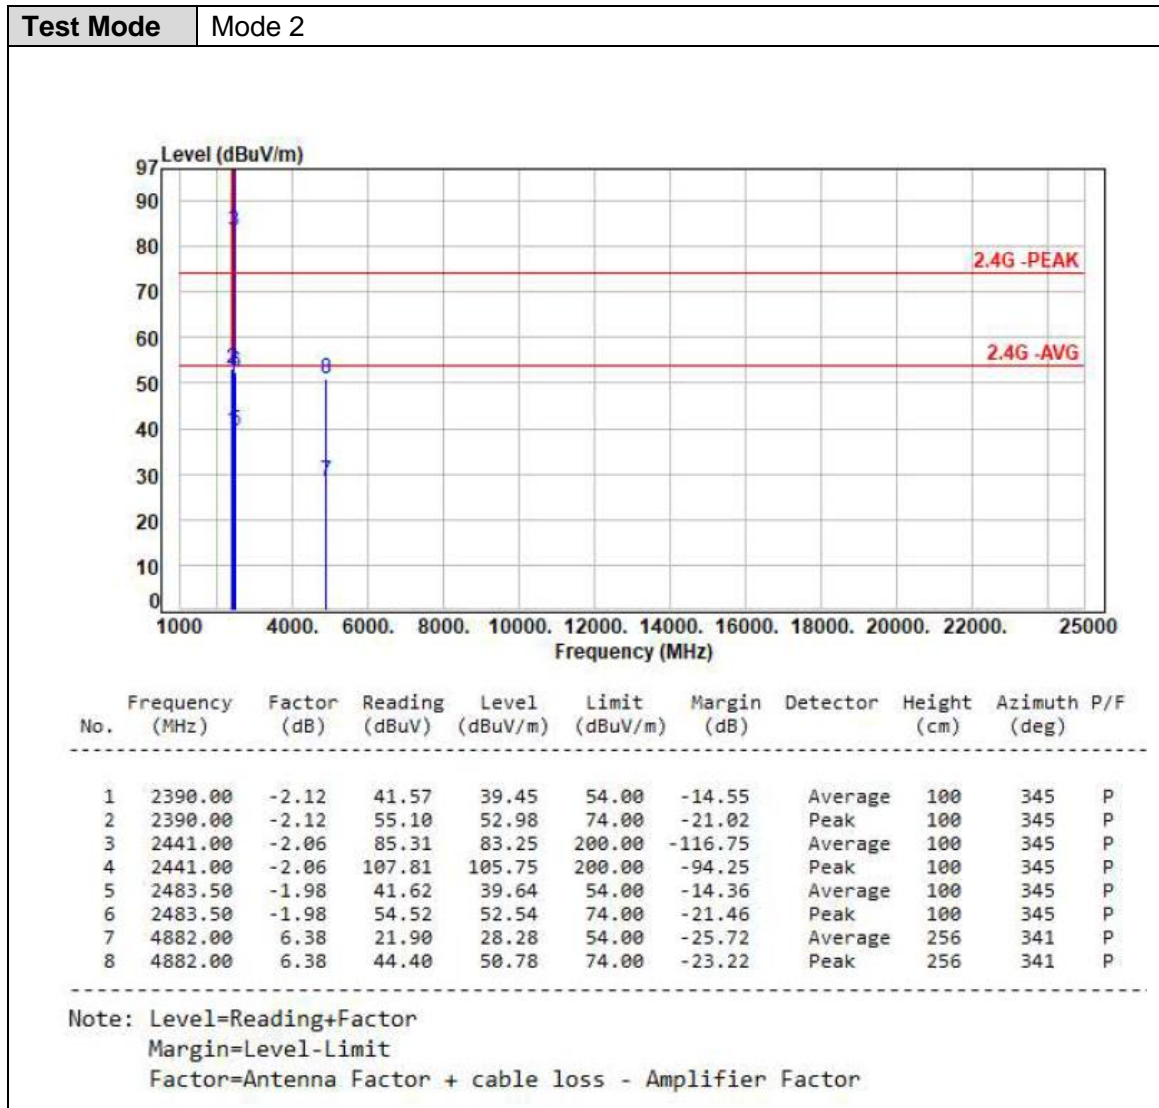 Test Mode Mode 2
Level (dBuV/m)
97
90
80
70
60
50
40
30
20
10
0
2.4G -PEAK
2.4G -AVG
3
2
6
5
8
7
1000 4000. 6000. 8000. 10000. 12000. 14000. 16000. 18000. 20000. 22000. 25000
Frequency (MHz)
Frequency Factor Reading Level Limit Margin Detector Height Azimuth P/F
No. (MHz) (dB) (dBuV) (dBuV/m) (dBuV/m) (dB) (cm) (deg)
1 2390.00 -2.12 41.57 39.45 54.00 -14.55 Average 100 345 P
2 2390.00 -2.12 55.10 52.98 74.00 -21.02 Peak 100 345 P
3 2441.00 -2.06 85.31 83.25 200.00 -116.75 Average 100 345 P
4 2441.00 -2.06 107.81 105.75 200.00 -94.25 Peak 100 345 P
5 2483.50 -1.98 41.62 39.64 54.00 -14.36 Average 100 345 P
6 2483.50 -1.98 54.52 52.54 74.00 -21.46 Peak 100 345 P
7 4882.00 6.38 21.90 28.28 54.00 -25.72 Average 256 341 P
8 4882.00 6.38 44.40 50.78 74.00 -23.22 Peak 256 341 P
Note: Level=Reading+Factor
Margin=Level-Limit
Factor=Antenna Factor + cable loss - Amplifier Factor